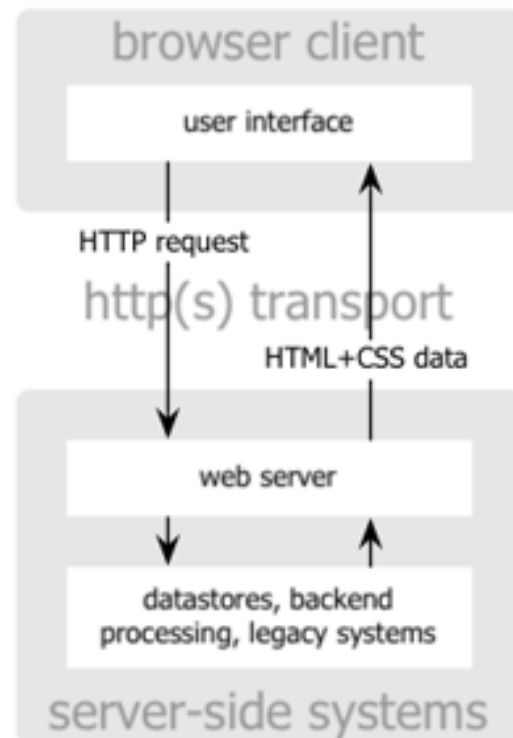 browser client
user interface
HTTP request
http(s) transport
HTML+CSS data
web server
datastores, backend
processing, legacy systems
server-side systems